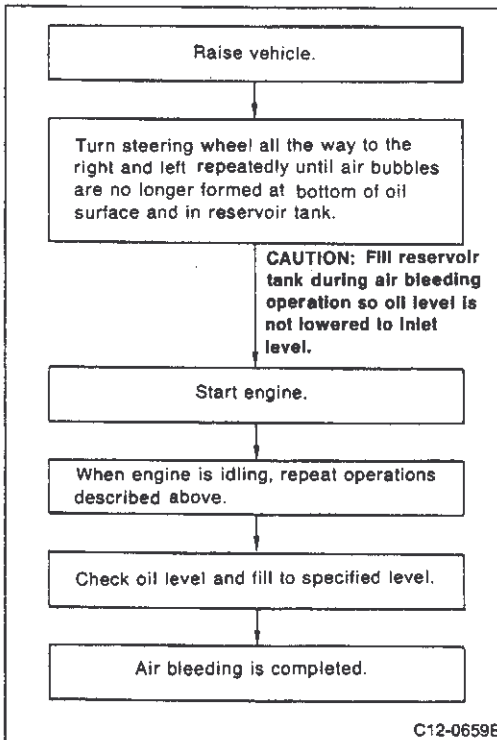 Raise vehicle.
Turn steering wheel all the way to the
right and left repeatedly until air bubbles
are no longer formed at bottom of oil
surface and in reservoir tank.
CAUTION: Fill reservoir
tank during air bleeding
operation so oil level is
not lowered to inlet
level.
Start engine.
When engine is idling, repeat operations
described above.
Check oil level and fill to specified level.
Air bleeding is completed.
C12-0659E